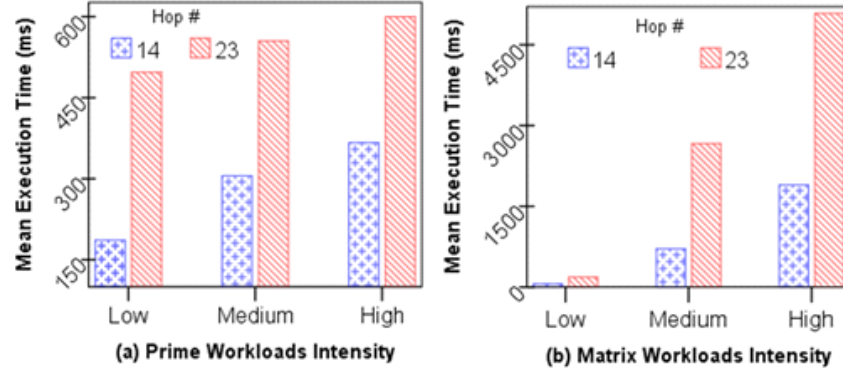 Mean Execution Time (ms)
600
450
300
150
Hop #
14 23
Low Medium High
(a) Prime Workloads Intensity
Mean Execution Time (ms)
4500
3000
1500
0
Hop #
14 23
Low Medium High
(b) Matrix Workloads Intensity